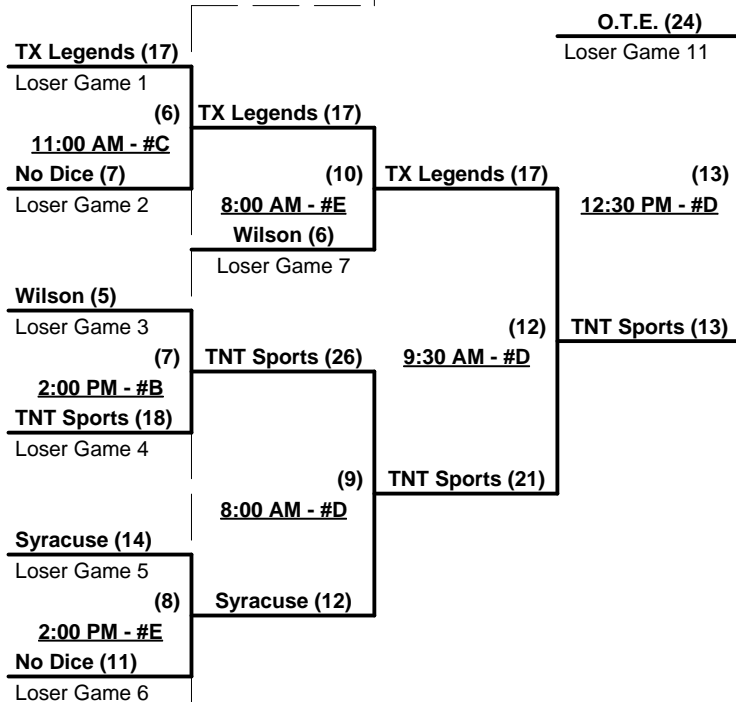 O.T.E. (24)
Loser Game 11
TX Legends (17)
Loser Game 1
(6)
11:00 AM - #C
No Dice (7)
Loser Game 2
TX Legends (17)
(10)
8:00 AM - #E
Wilson (6)
Loser Game 7
TX Legends (17)
(13)
12:30 PM - #D
Wilson (5)
Loser Game 3
(7)
2:00 PM - #B
TNT Sports (18)
Loser Game 4
TNT Sports (26)
(12)
9:30 AM - #D
TNT Sports (13)
(9)
8:00 AM - #D
TNT Sports (21)
Syracuse (14)
Loser Game 5
(8)
2:00 PM - #E
No Dice (11)
Loser Game 6
Syracuse (12)